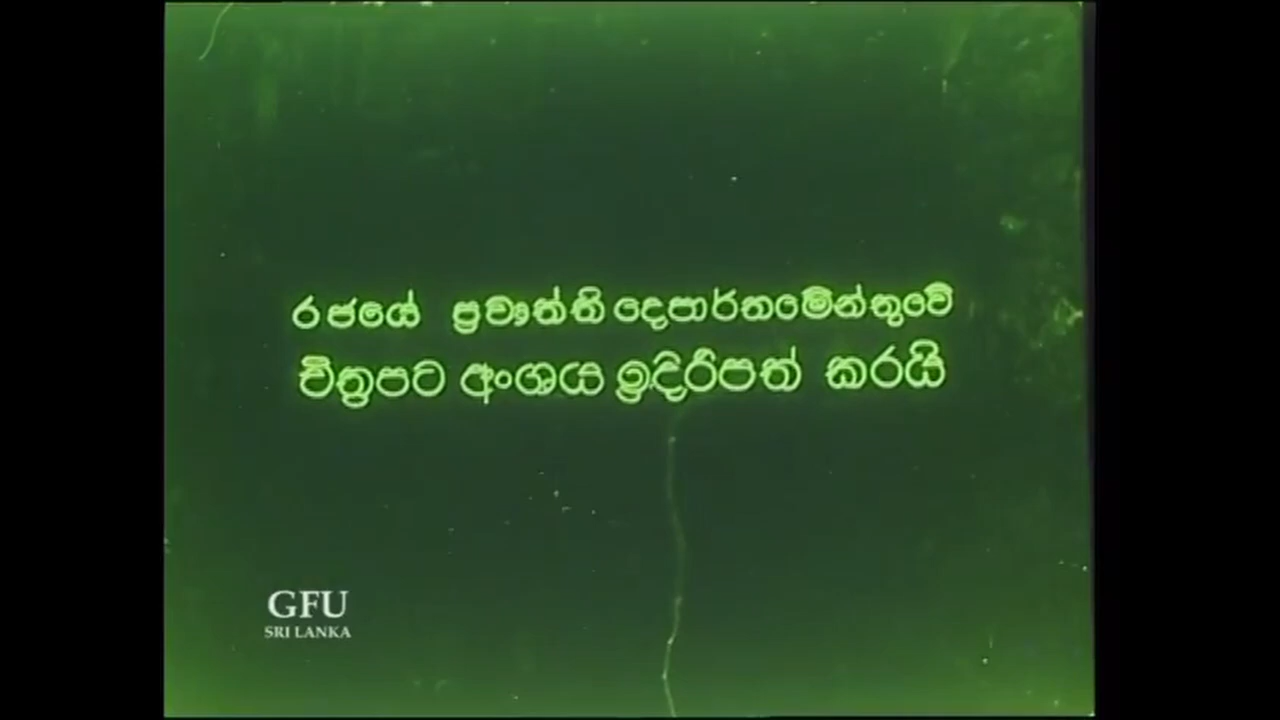 රජයේ ප්‍රවෘත්ති දෙපාර්තමේන්තුවේ
චිත්‍රපට අංශය ඉදිරිපත් කරයි
GFU
SRI LANKA